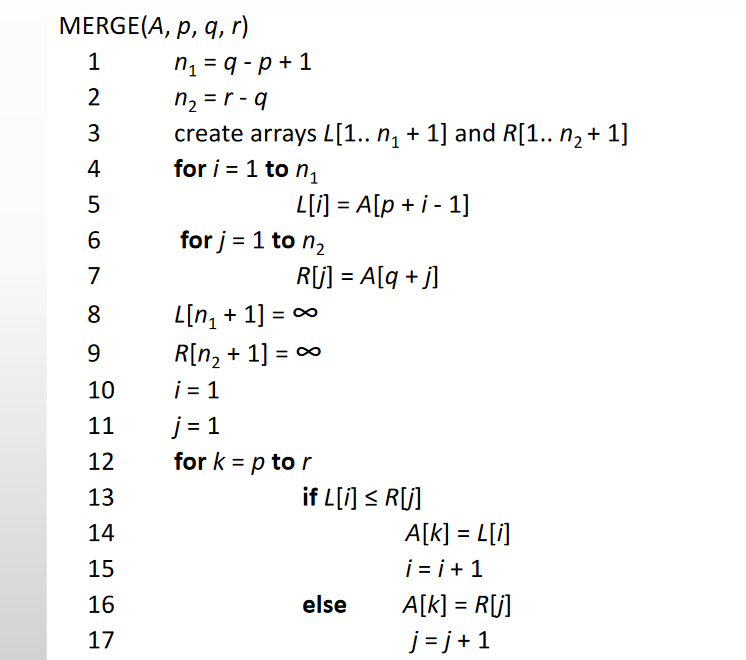 MERGE(A, p, q, r)
1 n₁ = q - p + 1
2 n₂ = r - q
3 create arrays L[1.. n₁ + 1] and R[1.. n₂ + 1]
4 for i = 1 to n₁
5 L[i] = A[p + i - 1]
6 for j = 1 to n₂
7 R[j] = A[q + j]
8 L[n₁ + 1] = ∞
9 R[n₂ + 1] = ∞
10 i = 1
11 j = 1
12 for k = p to r
13 if L[i] ≤ R[j]
14 A[k] = L[i]
15 i = i + 1
16 else A[k] = R[j]
17 j = j + 1